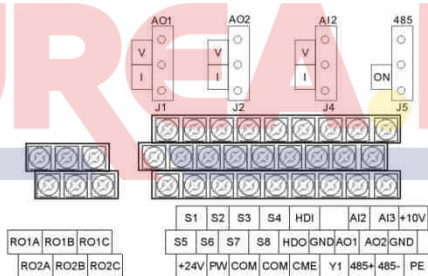 AO1 AO2 AI2 485
V V V
I I I ON
J1 J2 J4 J5
S1 S2 S3 S4 HDI AI2 AI3 +10V
RO1A RO1B RO1C S5 S6 S7 S8 HDO GND AO1 AO2 GND
RO2A RO2B RO2C +24V PW COM COM CME Y1 485+ 485- PE